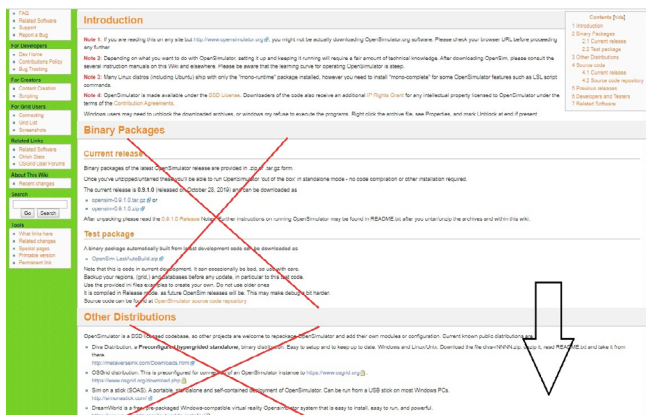 FAQ
Related Software
Support
Report a Bug
For Developers
Dev Home
Contributions Policy
Bug Tracking
For Creators
Content Creation
Scripting
For Grid Users
Connecting
Grid List
Screenshots
Related Links
Related Software
OhioN Sites
OSGrid User Forums
About This Wiki
Recent changes
Search
Go Search
Tools
What links here
Related changes
Special pages
Printable version
Permanent link
Introduction
Note 1: If you are reading this on any site but http://www.opensimulator.org, you might not be actually downloading OpenSimulator.org software. Please check your browser URL before proceeding
any further.
Note 2: Depending on what you want to do with OpenSimulator, setting it up and keeping it running will require a fair amount of technical knowledge. After downloading OpenSim, please consult the
several instruction manuals on this Wiki and elsewhere. Please be aware that the learning curve for operating OpenSimulator is steep.
Note 3: Many Linux distros (including Ubuntu) ship with only the "mono-runtime" package installed, however you need to install "mono-complete" for some OpenSimulator features such as LSL script
commands.
Note 4: OpenSimulator is made available under the BSD License. Downloaders of the code also receive an additional IP Rights Grant for any intellectual property licensed to OpenSimulator under the
terms of the Contribution Agreements.
Windows users may need to unblock the downloaded archives, or windows may refuse to execute the programs. Right click the archive file, see Properties, and mark Unblock at end if present.
Contents [hide]
1 Introduction
2 Binary Packages
2.1 Current release
2.2 Test package
3 Other Distributions
4 Source code
4.1 Current release
4.2 Source code repository
5 Previous releases
6 Developers and Testers
7 Related Software
Binary Packages
Current release
Binary packages of the latest OpenSimulator release are provided in .zip or .tar.gz form.
Once you've unzipped/untarred these you'll be able to run OpenSimulator 'out of the box' in standalone mode - no code compilation or other installation required.
The current release is 0.9.1.0 (released on October 23, 2019) and can be downloaded as
opensim-0.9.1.0.tar.gz or
opensim-0.9.1.0.zip
After unpacking please read the 0.9.1.0 Release Notes. Further instructions on running OpenSimulator may be found in README.txt after you untar/unzip the archives and within this wiki.
Test package
A binary package automatically built from latest development code can be downloaded as
OpenSim-LastAutoBuild.zip
Note that this is code in current development. It can occasionally be bad, so use with care.
Backup your regions, (grid,) and databases before any update, in particular to this test code.
Use the provided ini files examples to create your own. Do not use older ones
It is compiled in Release mode, as future OpenSim releases will be. This may make debug a bit harder.
Source code can be found at OpenSimulator source code repository
Other Distributions
OpenSimulator is a BSD licensed codebase, so other projects are welcome to repackage OpenSimulator and add their own modules or configuration. Current known public distributions are:
Diva Distribution, a Preconfigured hypergridded standalone, binary distribution. Easy to setup and to keep up to date. Windows and Linux/Unix. Download the file diva-rNNNN.zip, unzip it, read README.txt and take it from
there.
http://metaverseink.com/Downloads.html
OSGrid distribution: This is preconfigured for connection of an OpenSimulator instance to https://www.osgrid.org.
https://www.osgrid.org/download.php
Sim on a stick (SOAS). A portable, standalone and self-contained deployment of OpenSimulator. Can be run from a USB stick on most Windows PCs.
http://simonastick.com/
DreamWorld is a free, pre-packaged Windows-compatible virtual reality OpenSimulator system that is easy to install, easy to run, and powerful.